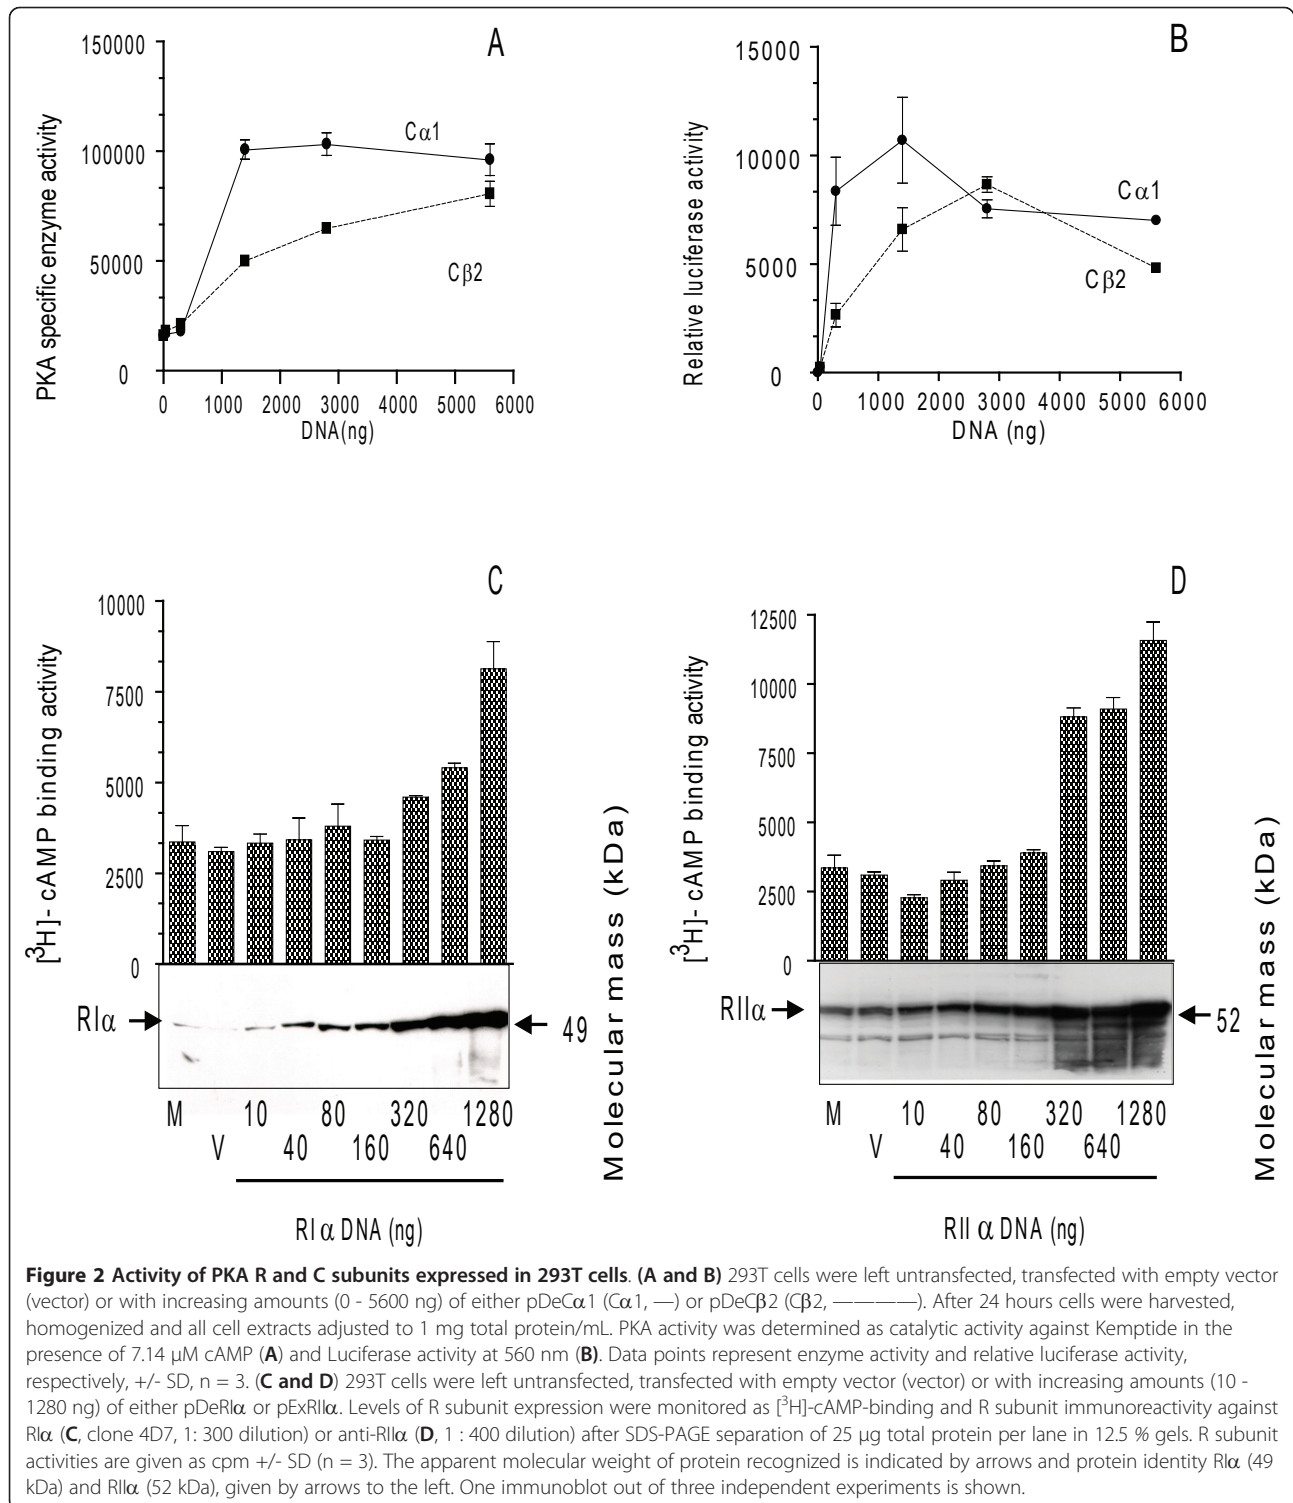 A
150000
100000
50000
0
PKA specific enzyme activity
Cα1
Cβ2
0 1000 2000 3000 4000 5000 6000
DNA(ng)
B
15000
10000
5000
0
Relative luciferase activity
Cα1
Cβ2
0 1000 2000 3000 4000 5000 6000
DNA (ng)
C
10000
7500
5000
2500
0
[³H]- cAMP binding activity
RIα
49
Molecular mass (kDa)
M 10 80 320 1280
V 40 160 640
RI α DNA (ng)
D
12500
10000
7500
5000
2500
0
[³H]- cAMP binding activity
RIIα
52
Molecular mass (kDa)
M 10 80 320 1280
V 40 160 640
RII α DNA (ng)
Figure 2 Activity of PKA R and C subunits expressed in 293T cells. (A and B) 293T cells were left untransfected, transfected with empty vector
(vector) or with increasing amounts (0 - 5600 ng) of either pDeCα1 (Cα1, —) or pDeCβ2 (Cβ2, ————). After 24 hours cells were harvested,
homogenized and all cell extracts adjusted to 1 mg total protein/mL. PKA activity was determined as catalytic activity against Kemptide in the
presence of 7.14 μM cAMP (A) and Luciferase activity at 560 nm (B). Data points represent enzyme activity and relative luciferase activity,
respectively, +/- SD, n = 3. (C and D) 293T cells were left untransfected, transfected with empty vector (vector) or with increasing amounts (10 -
1280 ng) of either pDeRIα or pExRIIα. Levels of R subunit expression were monitored as [³H]-cAMP-binding and R subunit immunoreactivity against
RIα (C, clone 4D7, 1: 300 dilution) or anti-RIIα (D, 1 : 400 dilution) after SDS-PAGE separation of 25 μg total protein per lane in 12.5 % gels. R subunit
activities are given as cpm +/- SD (n = 3). The apparent molecular weight of protein recognized is indicated by arrows and protein identity RIα (49
kDa) and RIIα (52 kDa), given by arrows to the left. One immunoblot out of three independent experiments is shown.